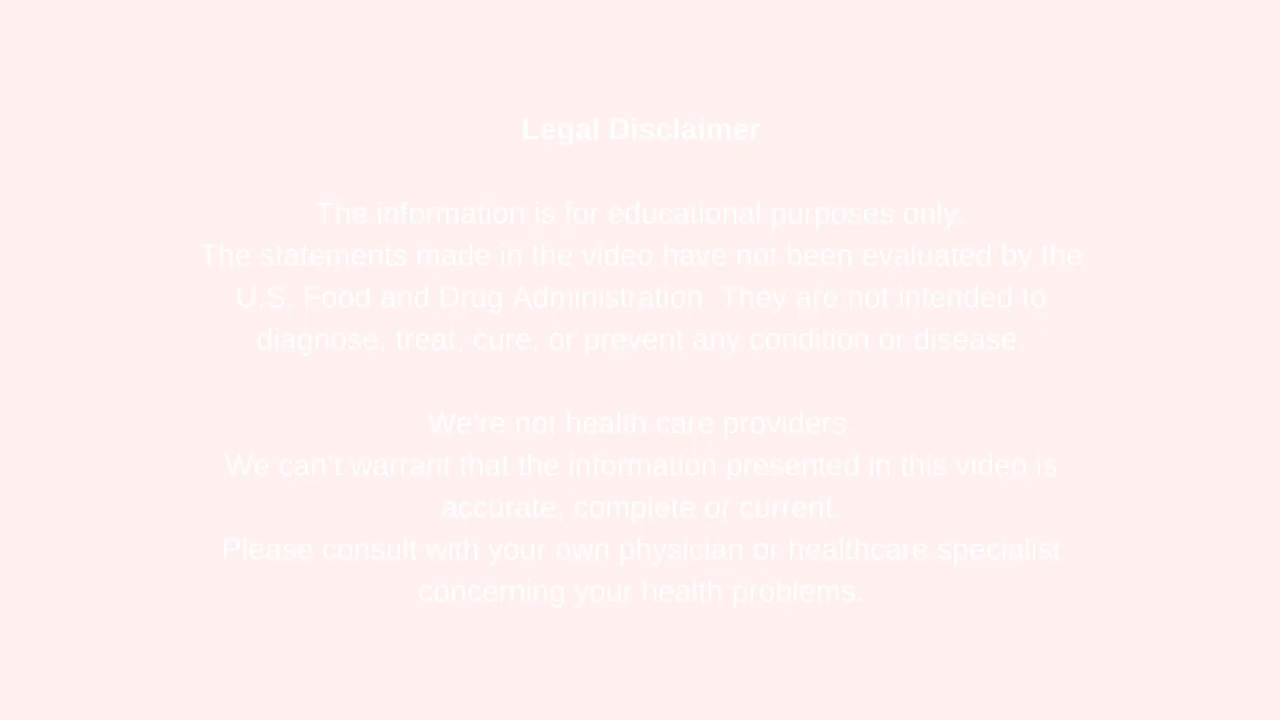 Legal Disclaimer
The information is for educational purposes only.
The statements made in the video have not been evaluated by the
U.S. Food and Drug Administration. They are not intended to
diagnose, treat, cure, or prevent any condition or disease.
We're not health care providers
We can't warrant that the information presented in this video is
accurate, complete or current.
Please consult with your own physician or healthcare specialist
concerning your health problems.